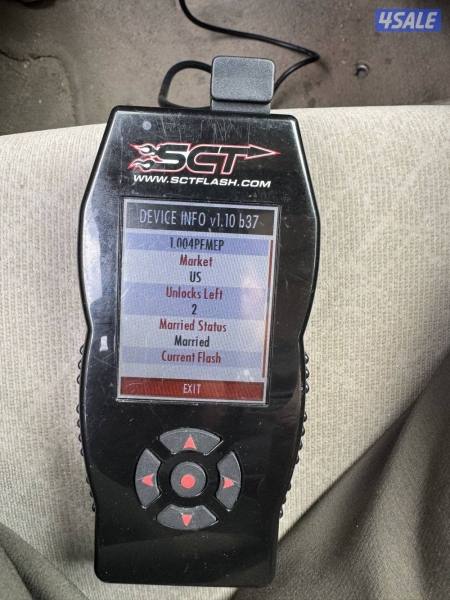 4SALE
SCT
WWW.SCTFLASH.COM
DEVICE INFO v1.10 b37
1.004PFMEP
Market
US
Unlocks Left
2
Married Status
Married
Current Flash
EXIT